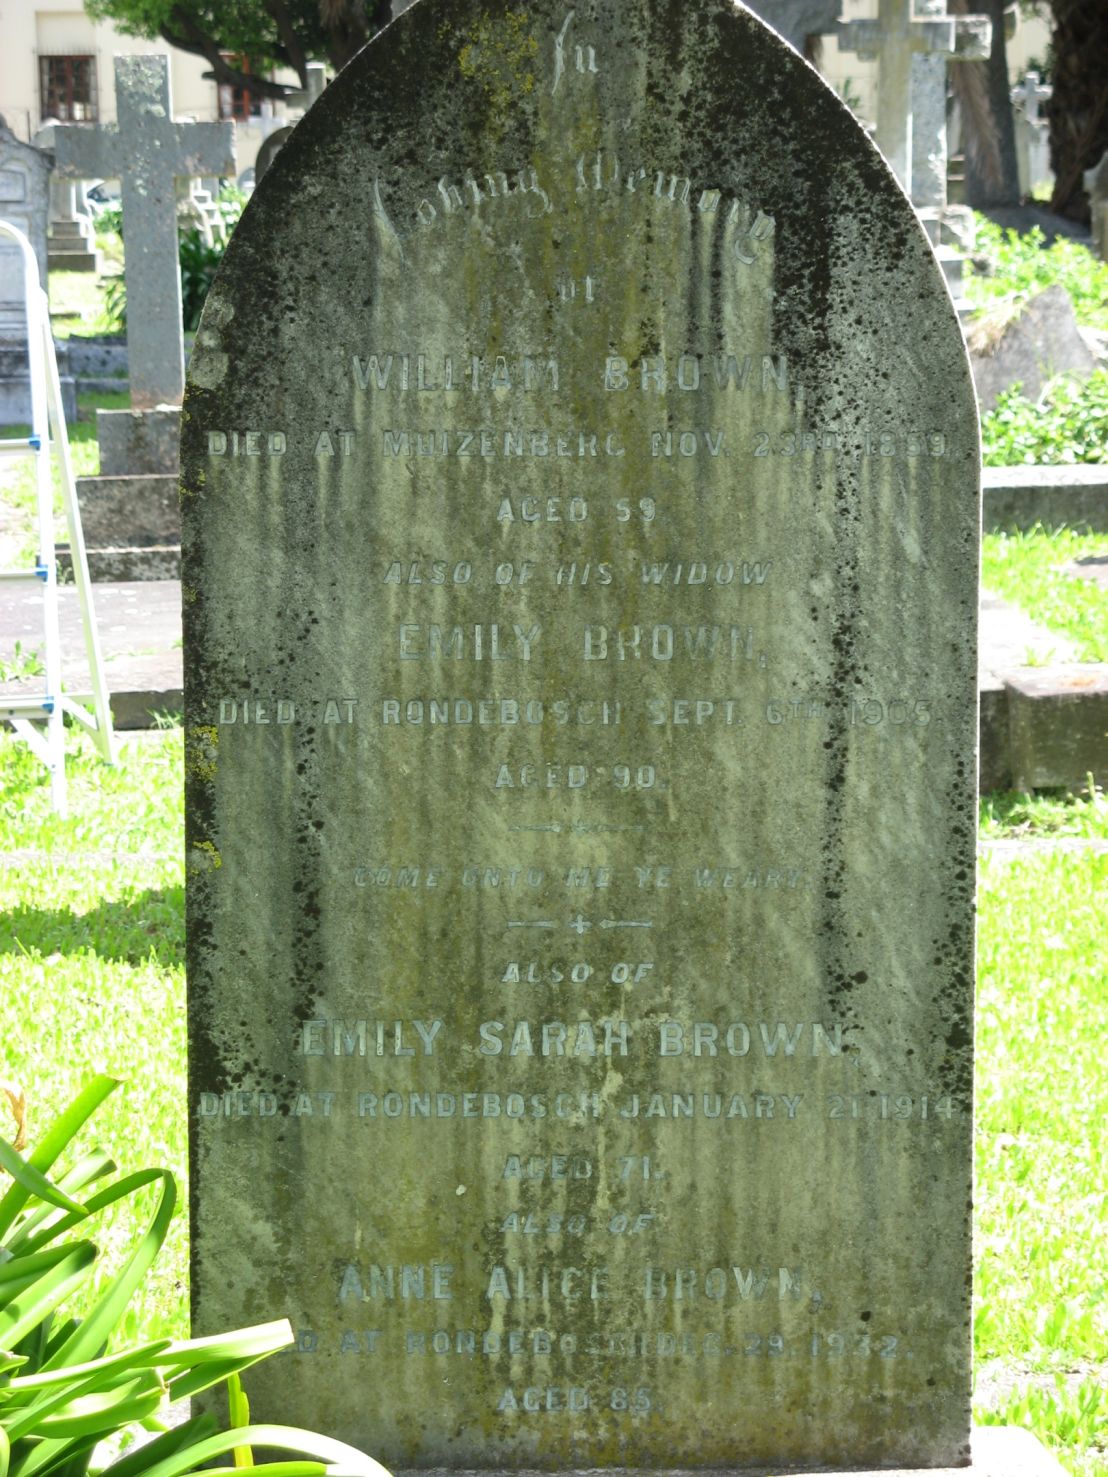 In
Loving Memory
of
WILLIAM BROWN,
DIED AT MUIZENBERG NOV. 23RD 1859
AGED 59.
ALSO OF HIS WIDOW
EMILY BROWN,
DIED AT RONDEBOSCH SEPT. 6TH 1905.
AGED 90.
COME UNTO ME YE WEARY.
ALSO OF
EMILY SARAH BROWN,
DIED AT RONDEBOSCH JANUARY 21 1914
AGED 71.
ALSO OF
ANNE ALICE BROWN,
AT RONDEBOSCH DEC. 29, 1932.
AGED 85.